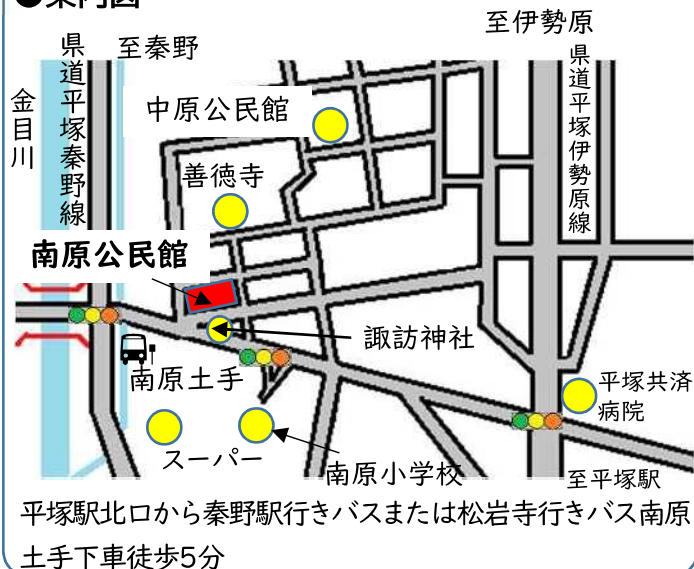 ●案内図
至伊勢原
至秦野
県道平塚秦野線
県道平塚伊勢原線
金目川
中原公民館
善徳寺
南原公民館
諏訪神社
南原土手
平塚共済
病院
スーパー
南原小学校
至平塚駅
平塚駅北口から秦野駅行きバスまたは松岩寺行きバス南原
土手下車徒歩5分